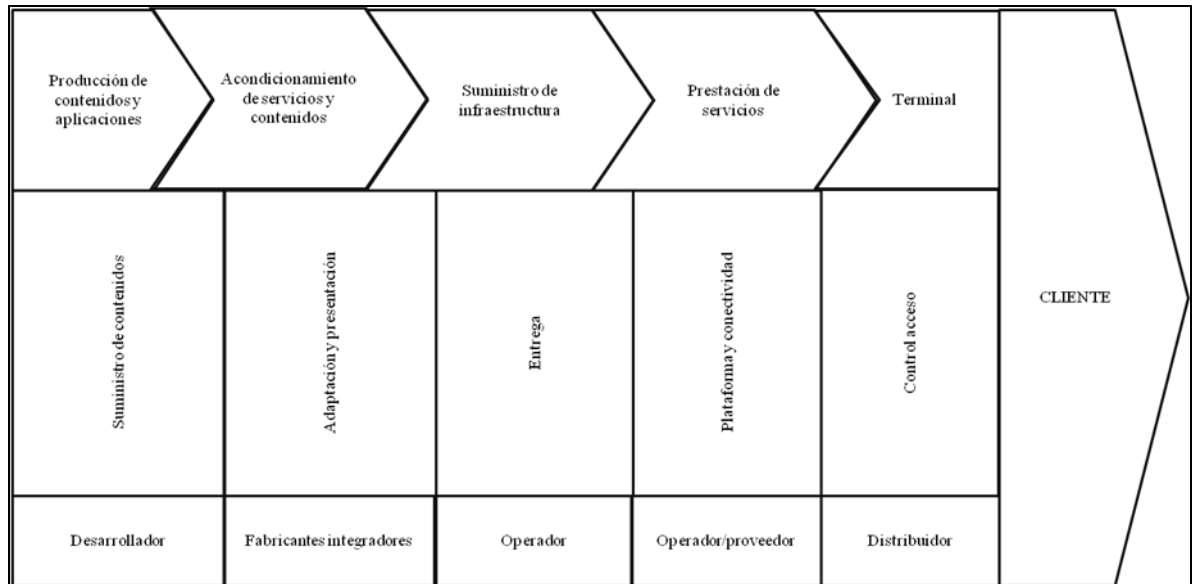 Producción de
contenidos y
aplicaciones
Acondicionamiento
de servicios y
contenidos
Suministro de
infraestructura
Prestación de
servicios
Terminal
Suministro de contenidos
Adaptación y presentación
Entrega
Plataforma y conectividad
Control acceso
CLIENTE
Desarrollador
Fabricantes integradores
Operador
Operador/proveedor
Distribuidor